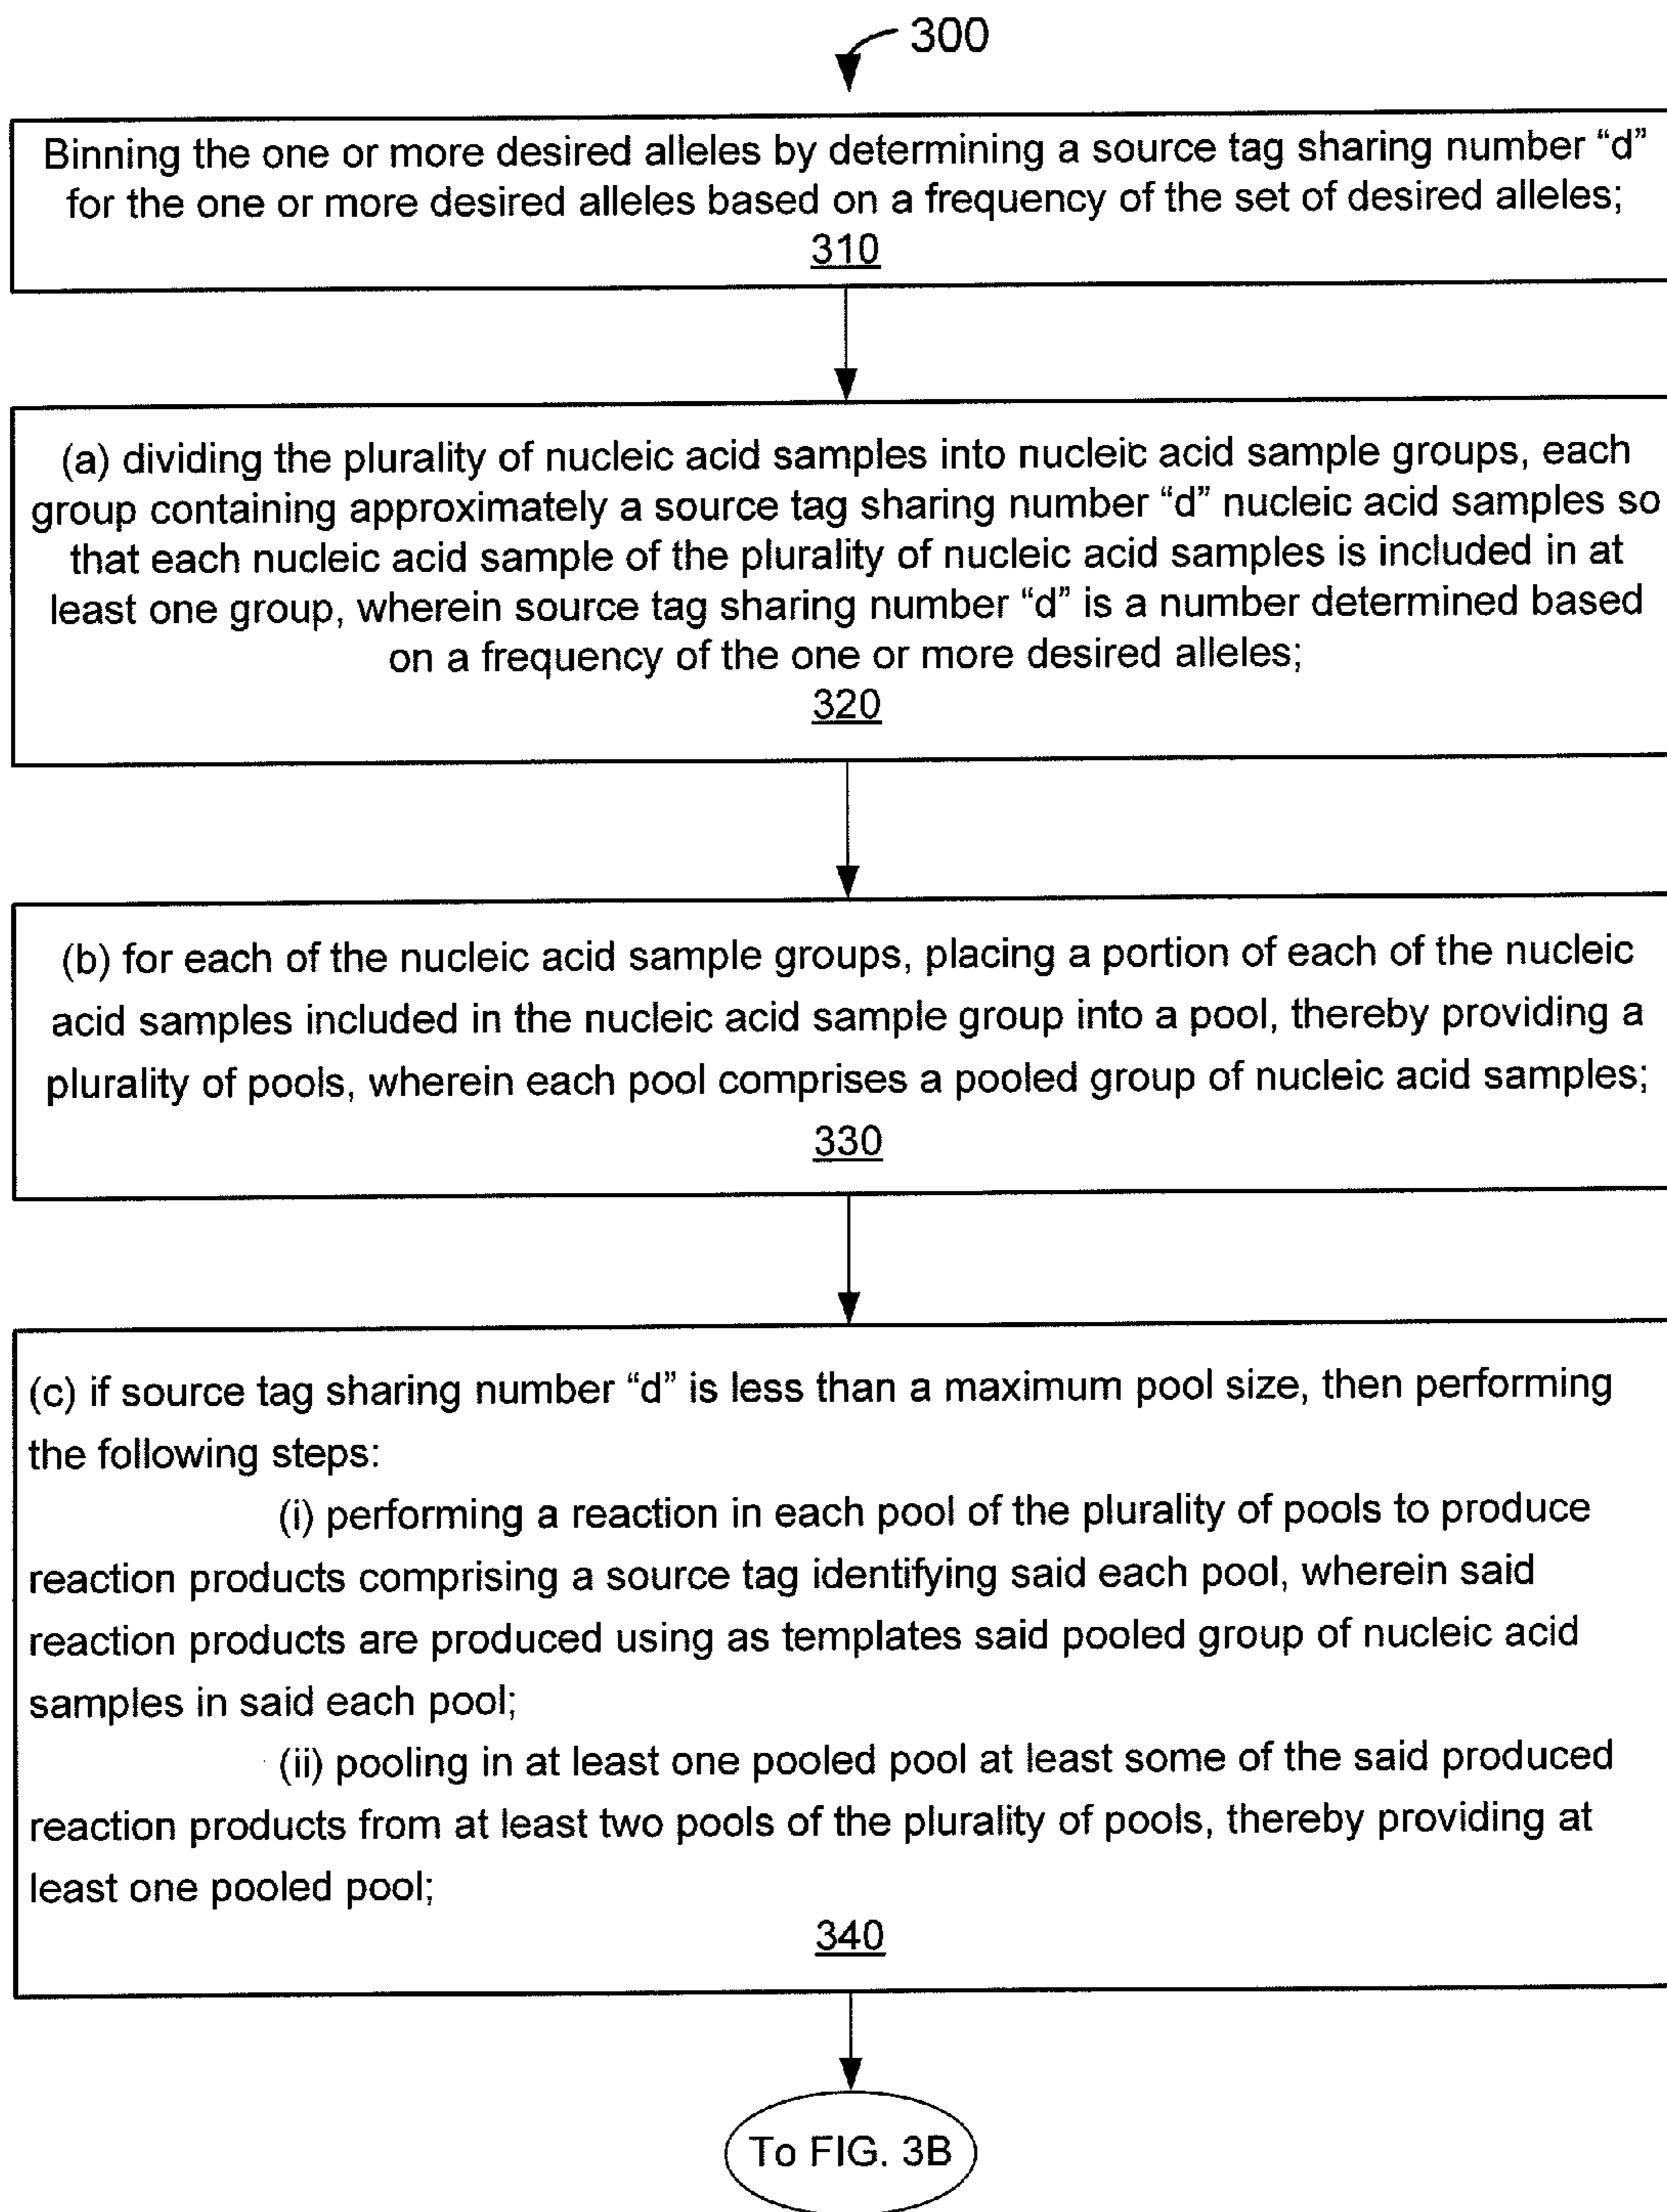 300
Binning the one or more desired alleles by determining a source tag sharing number “d”
for the one or more desired alleles based on a frequency of the set of desired alleles;
310
(a) dividing the plurality of nucleic acid samples into nucleic acid sample groups, each
group containing approximately a source tag sharing number “d” nucleic acid samples so
that each nucleic acid sample of the plurality of nucleic acid samples is included in at
least one group, wherein source tag sharing number “d” is a number determined based
on a frequency of the one or more desired alleles;
320
(b) for each of the nucleic acid sample groups, placing a portion of each of the nucleic
acid samples included in the nucleic acid sample group into a pool, thereby providing a
plurality of pools, wherein each pool comprises a pooled group of nucleic acid samples;
330
(c) if source tag sharing number “d” is less than a maximum pool size, then performing
the following steps:
(i) performing a reaction in each pool of the plurality of pools to produce
reaction products comprising a source tag identifying said each pool, wherein said
reaction products are produced using as templates said pooled group of nucleic acid
samples in said each pool;
(ii) pooling in at least one pooled pool at least some of the said produced
reaction products from at least two pools of the plurality of pools, thereby providing at
least one pooled pool;
340
To FIG. 3B